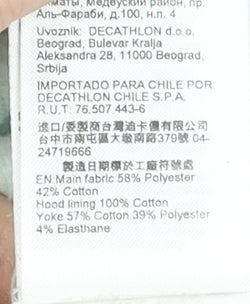 Алматы, Медеуский район, пр.
Аль-Фараби, д.100, н.п. 4
Uvoznik: DECATHLON d.o.o.
Beograd, Bulevar Kralja
Aleksandra 28, 11000 Beograd,
Srbija
IMPORTADO PARA CHILE POR
DECATHLON CHILE S.P.A.
R.U.T: 76.507 443-6
進口/委製商台灣迪卡儂有限公司
台中市南屯區大墩南路379號 04-
24719666
製造日期標於工廠符號處
EN:Main fabric 58% Polyester
42% Cotton
Hood lining 100% Cotton
Yoke 57% Cotton 39% Polyester
4% Elasthane